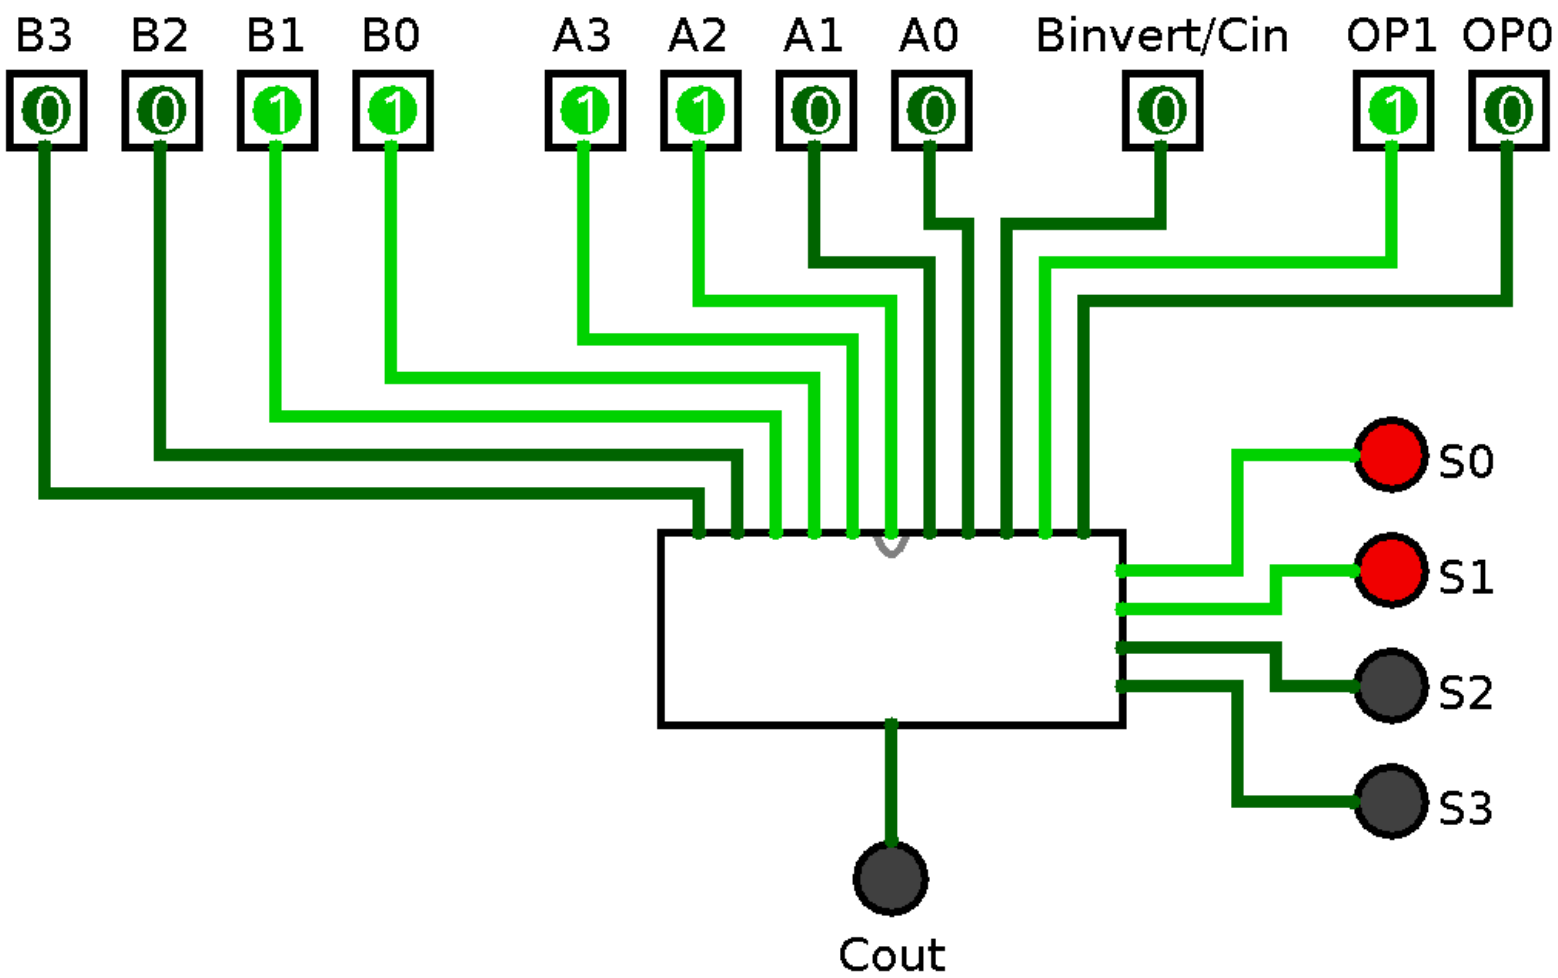 B3 B2 B1 B0 A3 A2 A1 A0 Binvert/Cin OP1 OP0
0 0 1 1 1 1 0 0 0 1 0
S0
S1
S2
S3
Cout